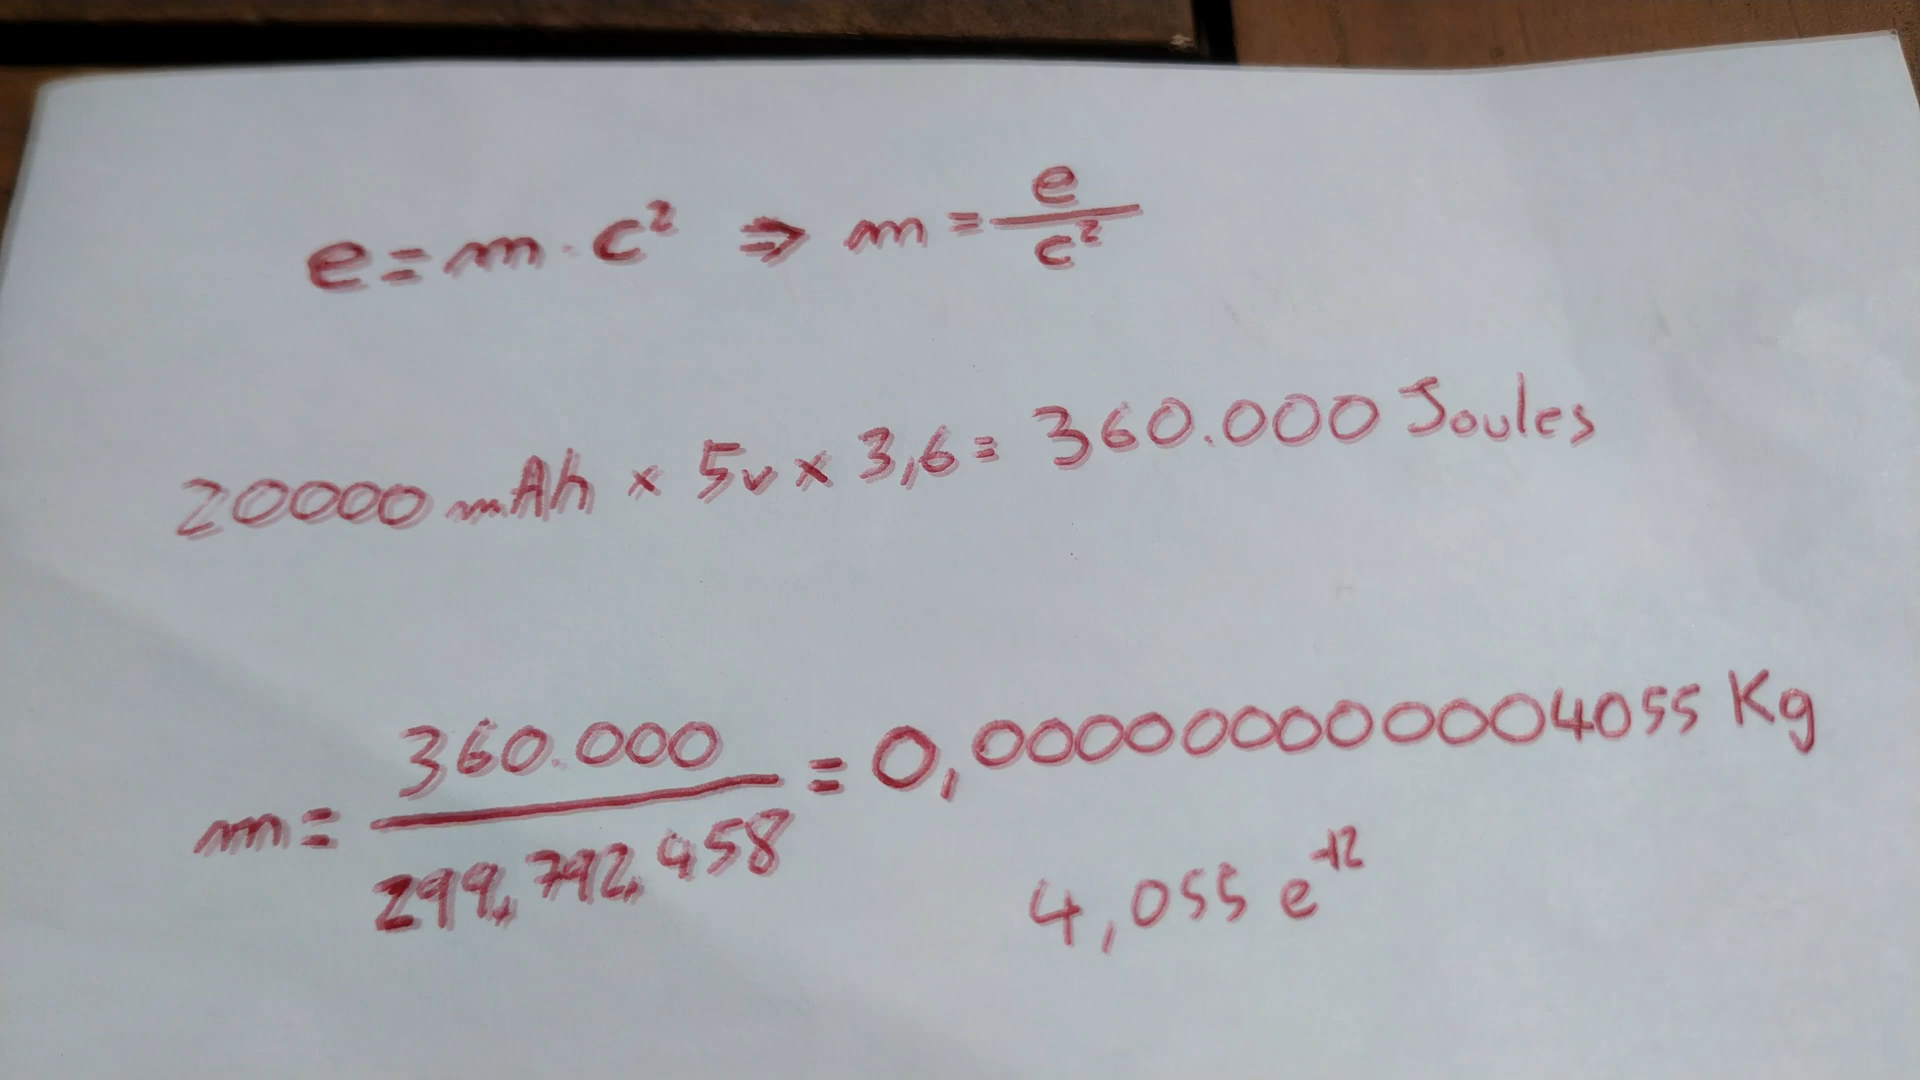 e = m · c² ⇒ m = e/c²
20000 mAh x 5v x 3,6 = 360.000 Joules
m = 360.000/299,792,458 = 0,0000000000004055 Kg
4,055 e⁻¹²